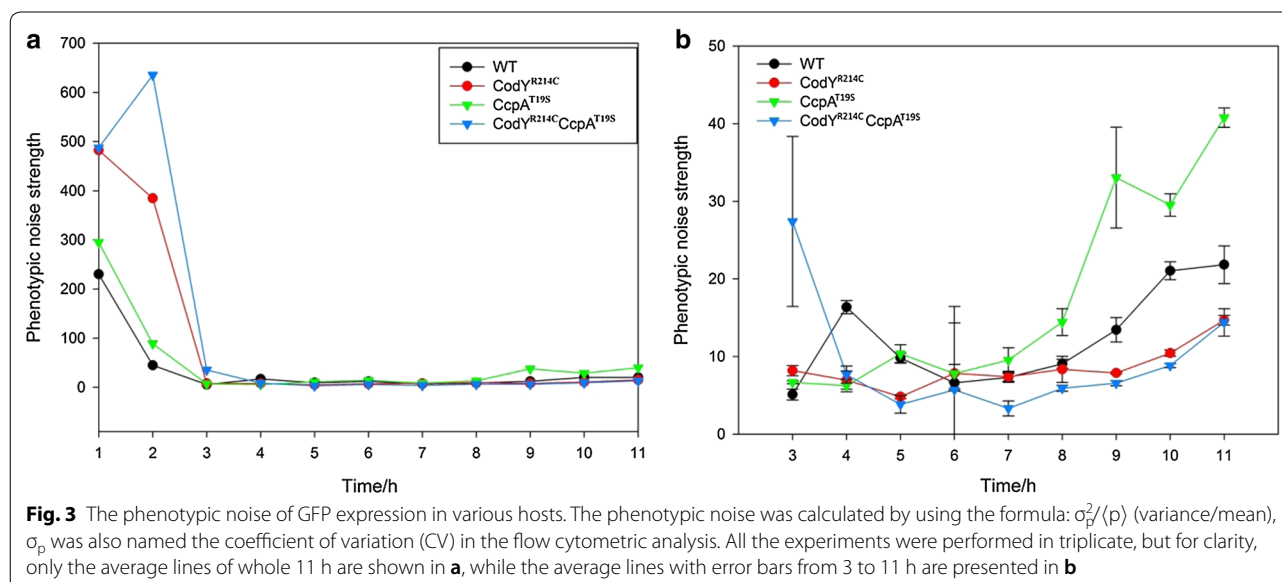 a
700
600
500
400
300
200
100
0
Phenotypic noise strength
1 2 3 4 5 6 7 8 9 10 11
Time/h
WT
CodY^R214C
CcpA^T19S
CodY^R214C CcpA^T19S
b
50
40
30
20
10
0
Phenotypic noise strength
3 4 5 6 7 8 9 10 11
Time/h
WT
CodY^R214C
CcpA^T19S
CodY^R214C CcpA^T19S
Fig. 3 The phenotypic noise of GFP expression in various hosts. The phenotypic noise was calculated by using the formula: σ_p^2/⟨p⟩ (variance/mean),
σ_p was also named the coefficient of variation (CV) in the flow cytometric analysis. All the experiments were performed in triplicate, but for clarity,
only the average lines of whole 11 h are shown in a, while the average lines with error bars from 3 to 11 h are presented in b